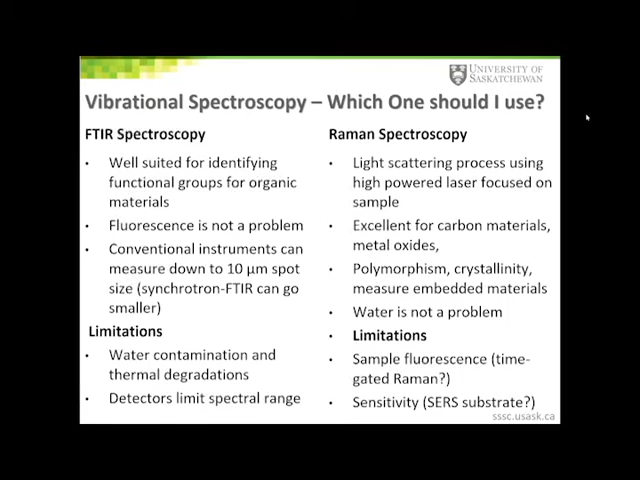 UNIVERSITY OF
SASKATCHEWAN
Vibrational Spectroscopy – Which One should I use?
FTIR Spectroscopy
• Well suited for identifying
functional groups for organic
materials
• Fluorescence is not a problem
• Conventional instruments can
measure down to 10 µm spot
size (synchrotron-FTIR can go
smaller)
Limitations
• Water contamination and
thermal degradations
• Detectors limit spectral range
Raman Spectroscopy
• Light scattering process using
high powered laser focused on
sample
• Excellent for carbon materials,
metal oxides,
• Polymorphism, crystallinity,
measure embedded materials
• Water is not a problem
• Limitations
• Sample fluorescence (time-
gated Raman?)
• Sensitivity (SERS substrate?)
sssc.usask.ca